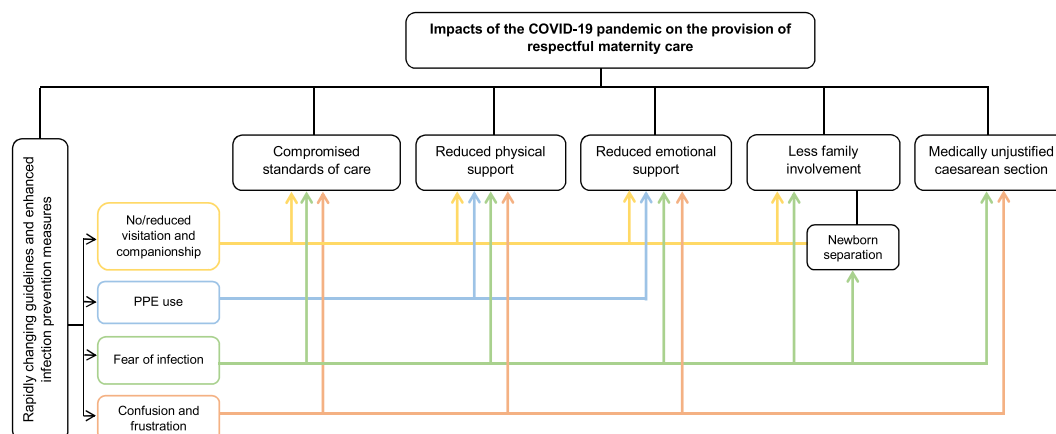 Impacts of the COVID-19 pandemic on the provision of
respectful maternity care
Rapidly changing guidelines and enhanced
infection prevention measures
Compromised
standards of care
Reduced physical
support
Reduced emotional
support
Less family
involvement
Medically unjustified
caesarean section
No/reduced
visitation and
companionship
Newborn
separation
PPE use
Fear of infection
Confusion and
frustration